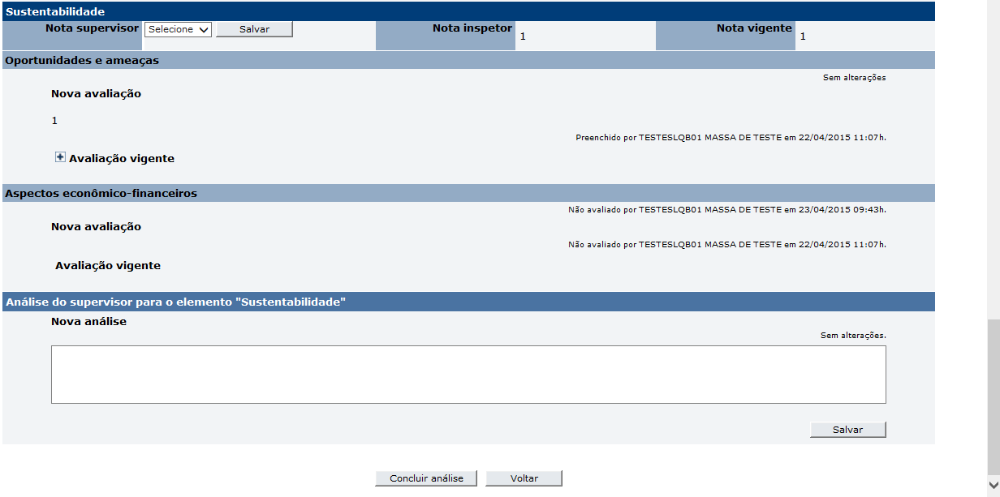 Sustentabilidade
Nota supervisor Selecione Salvar Nota inspetor 1 Nota vigente 1
Oportunidades e ameaças
Sem alterações
Nova avaliação
1
Preenchido por TESTESLQB01 MASSA DE TESTE em 22/04/2015 11:07h.
Avaliação vigente
Aspectos econômico-financeiros
Não avaliado por TESTESLQB01 MASSA DE TESTE em 23/04/2015 09:43h.
Nova avaliação
Não avaliado por TESTESLQB01 MASSA DE TESTE em 22/04/2015 11:07h.
Avaliação vigente
Análise do supervisor para o elemento "Sustentabilidade"
Nova análise
Sem alterações.
Salvar
Concluir análise Voltar